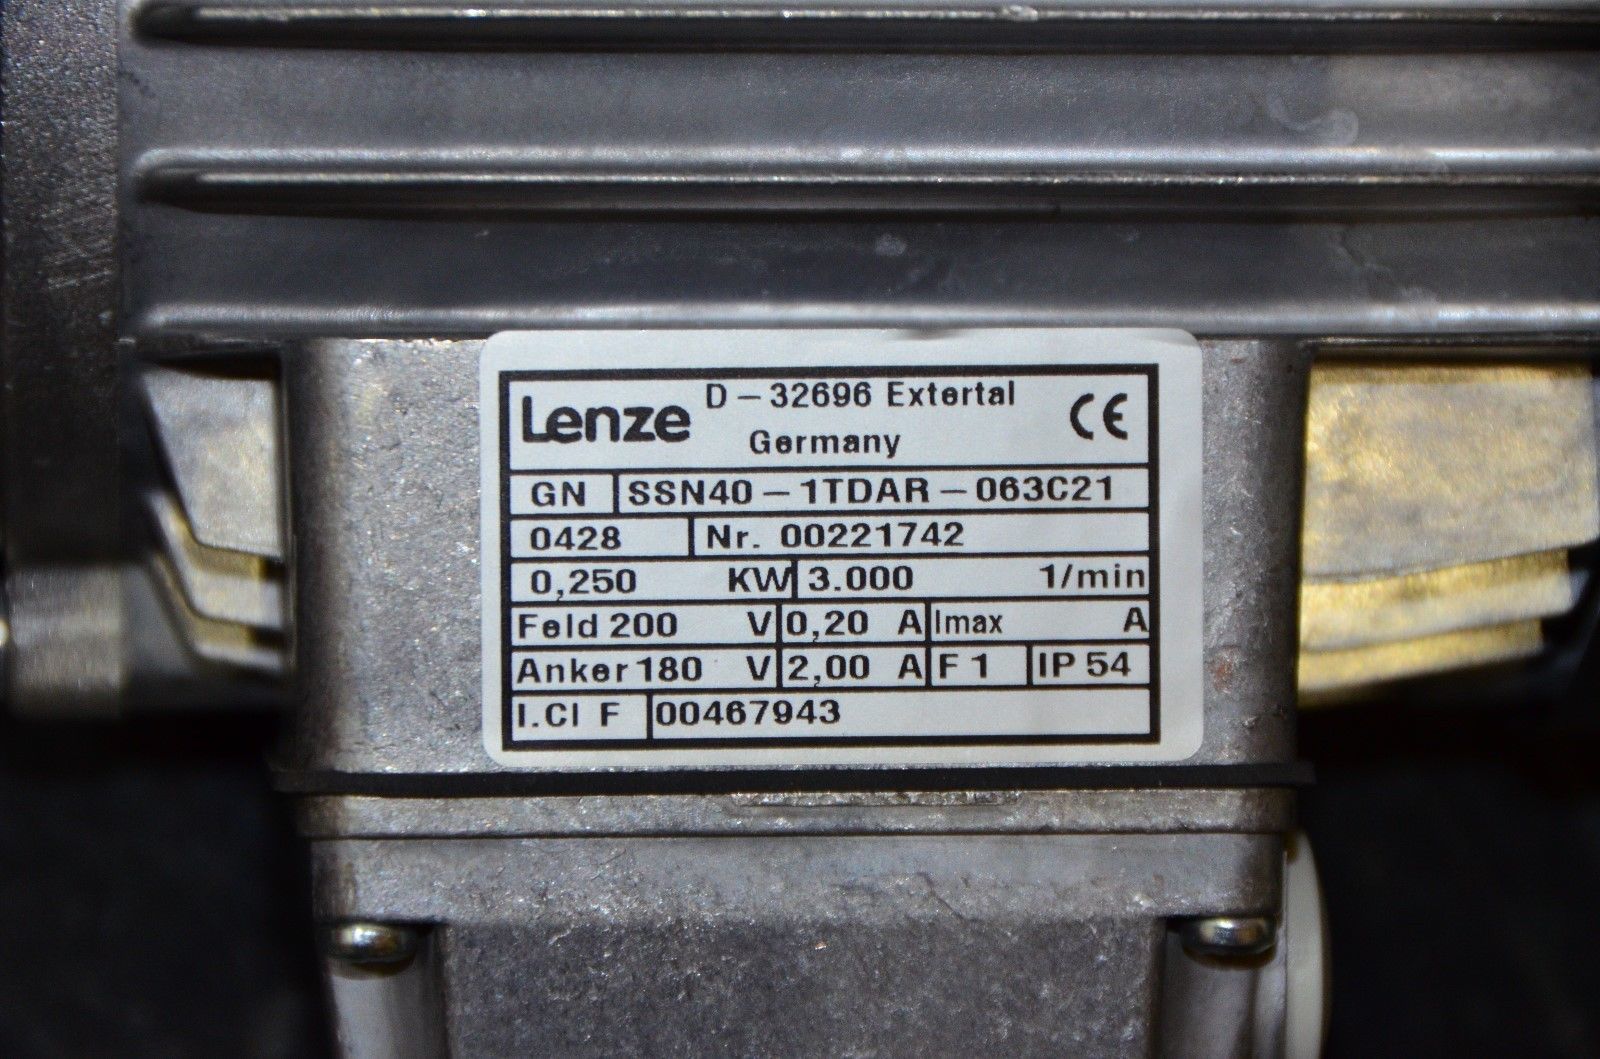 Lenze D – 32696 Extertal CE
Germany
GN SSN40 – 1TDAR – 063C21
0428 Nr. 00221742
0,250 KW 3.000 1/min
Feld 200 V 0,20 A Imax A
Anker 180 V 2,00 A F 1 IP 54
I.Cl F 00467943